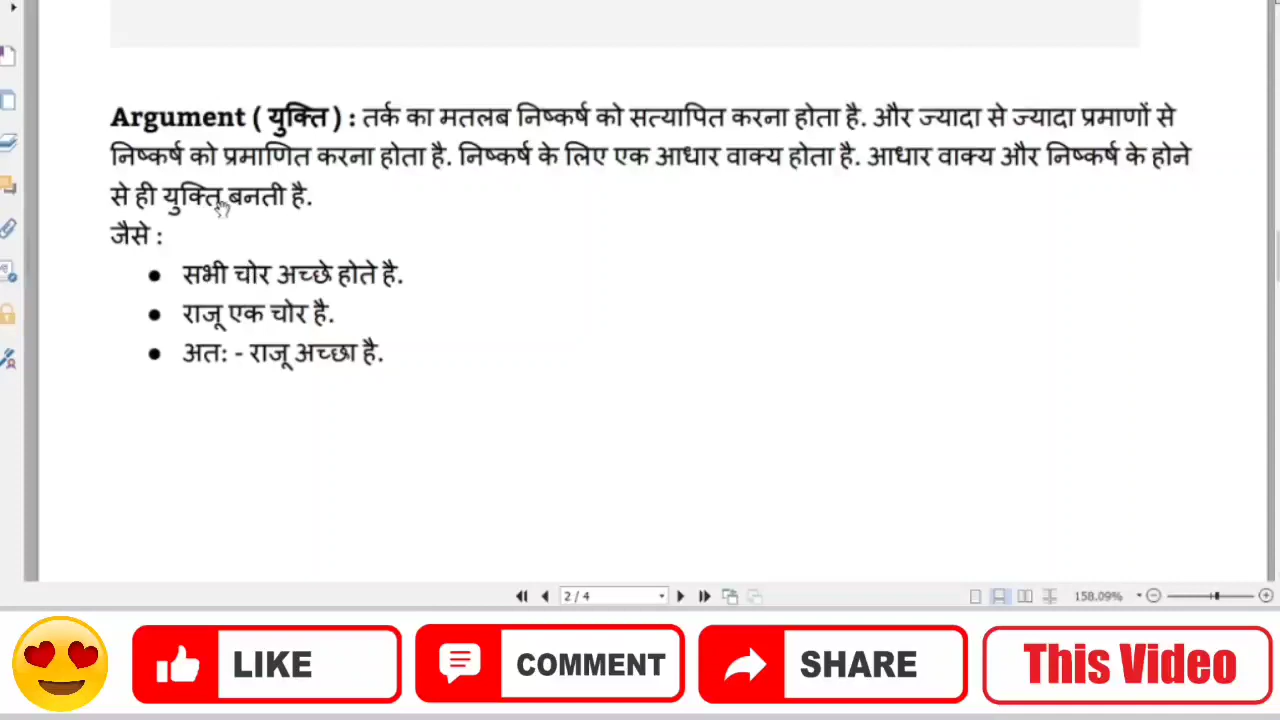 Argument ( युक्ति ) : तर्क का मतलब निष्कर्ष को सत्यापित करना होता है. और ज्यादा से ज्यादा प्रमाणों से
निष्कर्ष को प्रमाणित करना होता है. निष्कर्ष के लिए एक आधार वाक्य होता है. आधार वाक्य और निष्कर्ष के होने
से ही युक्ति बनती है.
जैसे :
● सभी चोर अच्छे होते है.
● राजू एक चोर है.
● अतः - राजू अच्छा है.
2 / 4
158.09%
LIKE
COMMENT
SHARE
This Video